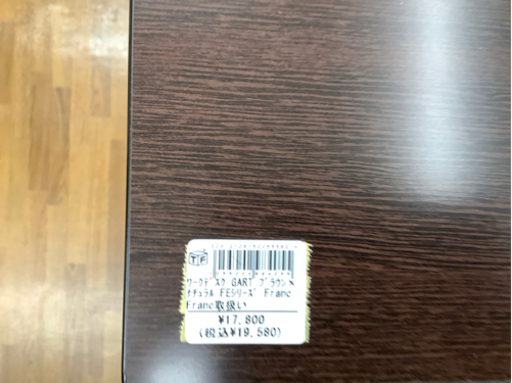 TF
ワークデスク GART ブラウン×
ナチュラル FEシリーズ Franc
Franc取扱い
¥17,800
(税込¥19,580)